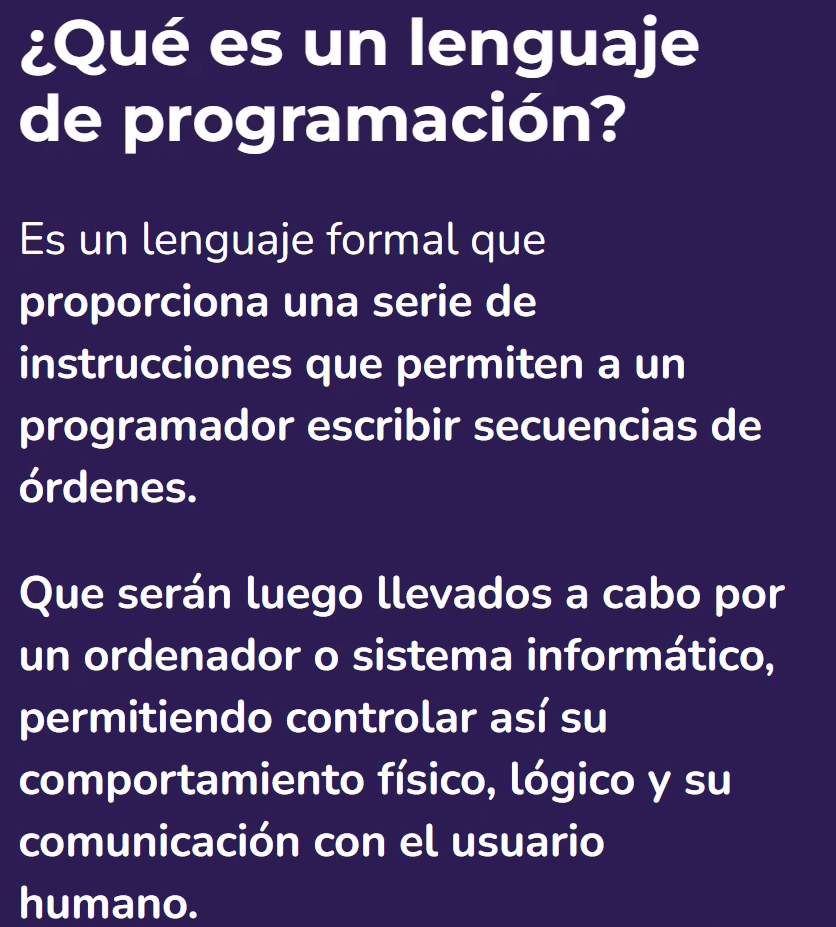 ¿Qué es un lenguaje
de programación?
Es un lenguaje formal que
proporciona una serie de
instrucciones que permiten a un
programador escribir secuencias de
órdenes.
Que serán luego llevados a cabo por
un ordenador o sistema informático,
permitiendo controlar así su
comportamiento físico, lógico y su
comunicación con el usuario
humano.